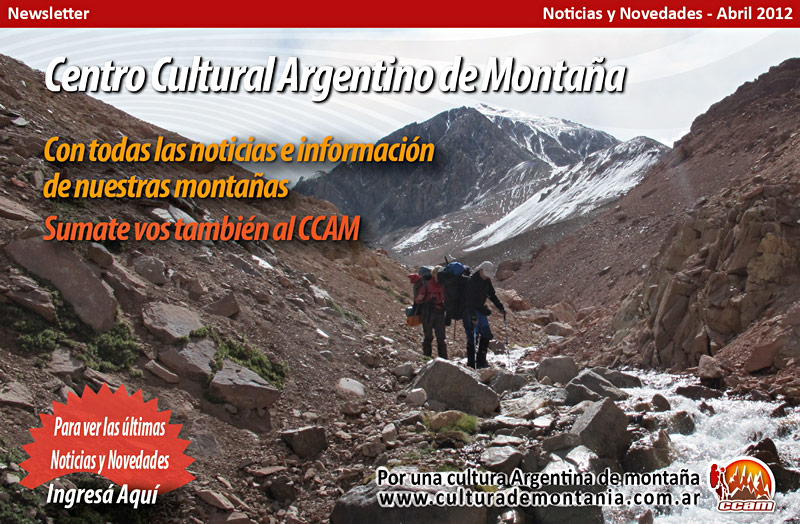 Newsletter
Noticias y Novedades - Abril 2012
Centro Cultural Argentino de Montaña
Con todas las noticias e información
de nuestras montañas
Sumate vos también al CCAM
Para ver las últimas
Noticias y Novedades
Ingresá Aquí
Por una cultura Argentina de montaña
www.culturademontania.com.ar
ccam